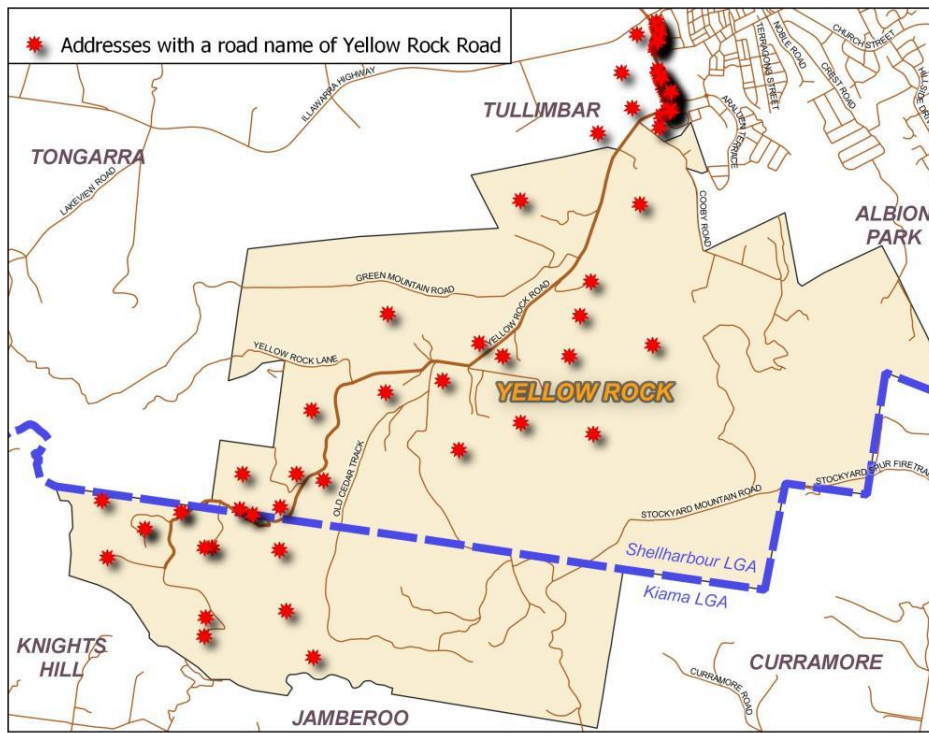 Addresses with a road name of Yellow Rock Road
CHURCH STREET
NOBLE ROAD
TERRAGONG STREET
CREST ROAD
HILLSIDE DRIV
ILLAWARRA HIGHWAY
TULLIMBAR
ARALUEN TERRACE
TONGARRA
LAKEVIEW ROAD
COOBY ROAD
ALBION
PARK
GREEN MOUNTAIN ROAD
YELLOW ROCK ROAD
YELLOW ROCK LANE
YELLOW ROCK
OLD CEDAR TRACK
STOCKYARD SPUR FIRETRAI
STOCKYARD MOUNTAIN ROAD
Shellharbour LGA
Kiama LGA
KNIGHTS
HILL
CURRAMORE
CURRAMORE
ROAD
JAMBEROO